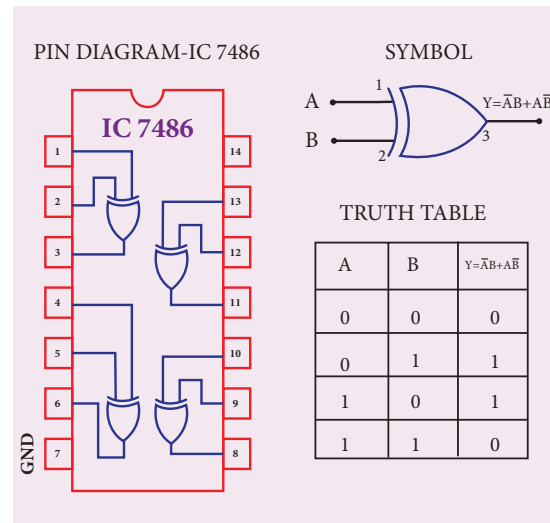 PIN DIAGRAM-IC 7486
IC 7486
1
2
3
4
5
6
7
14
13
12
11
10
9
8
GND
SYMBOL
A
B
1
2
3
Y=A̅B+AB̅
TRUTH TABLE
A B Y=A̅B+AB̅
0 0 0
0 1 1
1 0 1
1 1 0